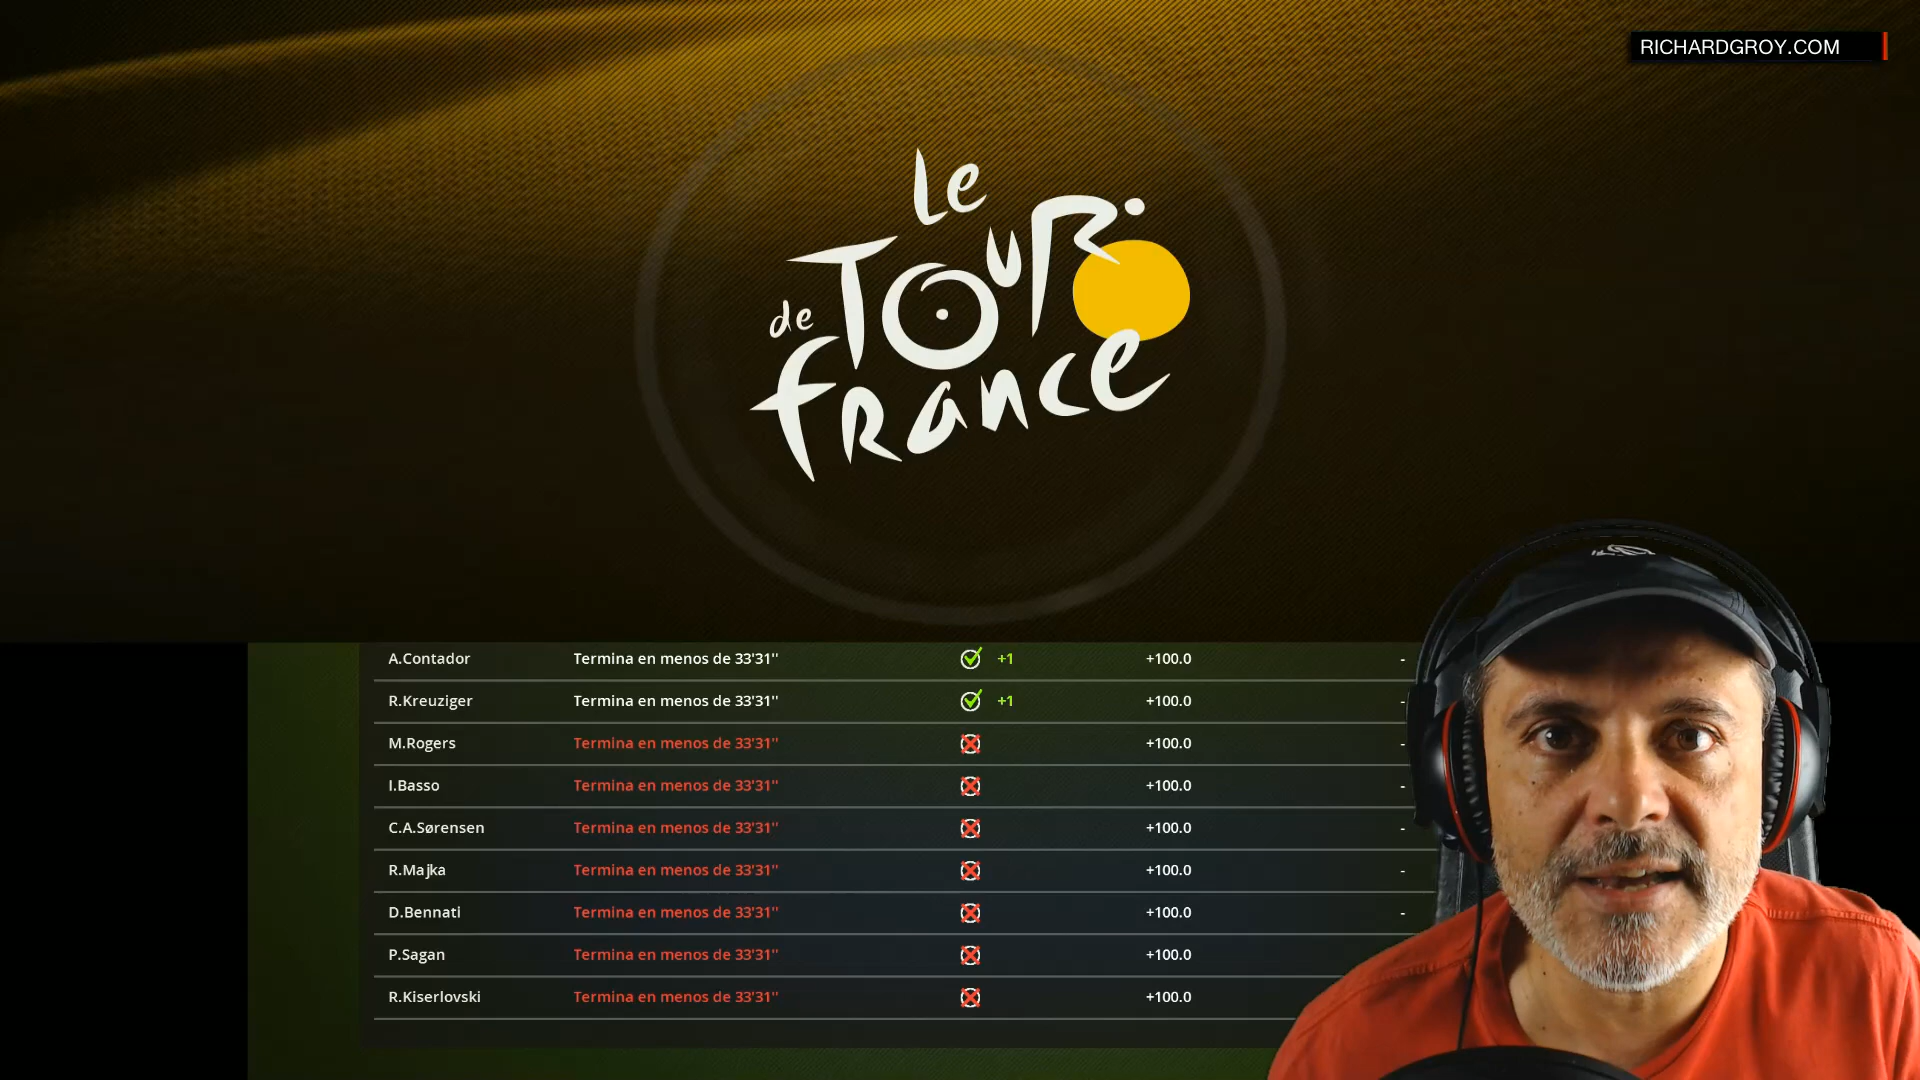 RICHARDGROY.COM
Le
TOUR
de
France
A.Contador Termina en menos de 33'31'' +1 +100.0 -
R.Kreuziger Termina en menos de 33'31'' +1 +100.0 -
M.Rogers Termina en menos de 33'31'' +100.0 -
I.Basso Termina en menos de 33'31'' +100.0 -
C.A.Sørensen Termina en menos de 33'31'' +100.0 -
R.Majka Termina en menos de 33'31'' +100.0 -
D.Bennati Termina en menos de 33'31'' +100.0 -
P.Sagan Termina en menos de 33'31'' +100.0
R.Kiserlovski Termina en menos de 33'31'' +100.0